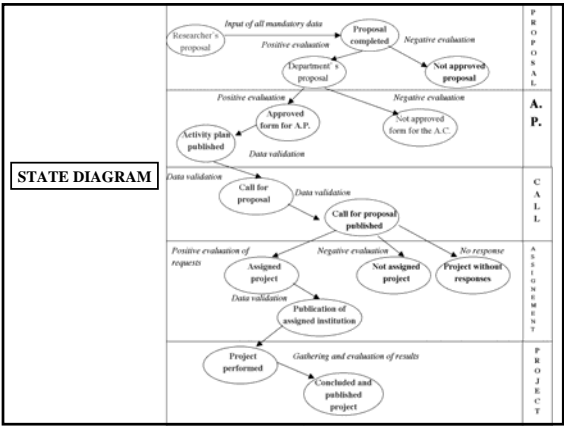 STATE DIAGRAM
Input of all mandatory data
Researcher´s
proposal
Proposal
completed
Positive evaluation
Negative evaluation
Department´s
proposal
Not approved
proposal
PROPOSAL
Positive evaluation
Negative evaluation
Approved
form for A.P.
Not approved
form for the A.C.
Activity plan
published
Data validation
A.
P.
Data validation
Call for
proposal
Data validation
Call for proposal
published
CALL
Positive evaluation of
requests
Negative evaluation
No response
Assigned
project
Not assigned
project
Project without
responses
Data validation
Publication of
assigned institution
ASSIGNEMENT
Project
performed
Gathering and evaluation of results
Concluded and
published
project
PROJECT